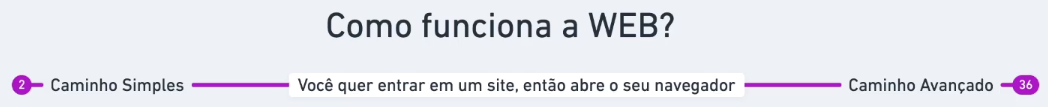 Como funciona a WEB?
2 Caminho Simples Você quer entrar em um site, então abre o seu navegador Caminho Avançado 36